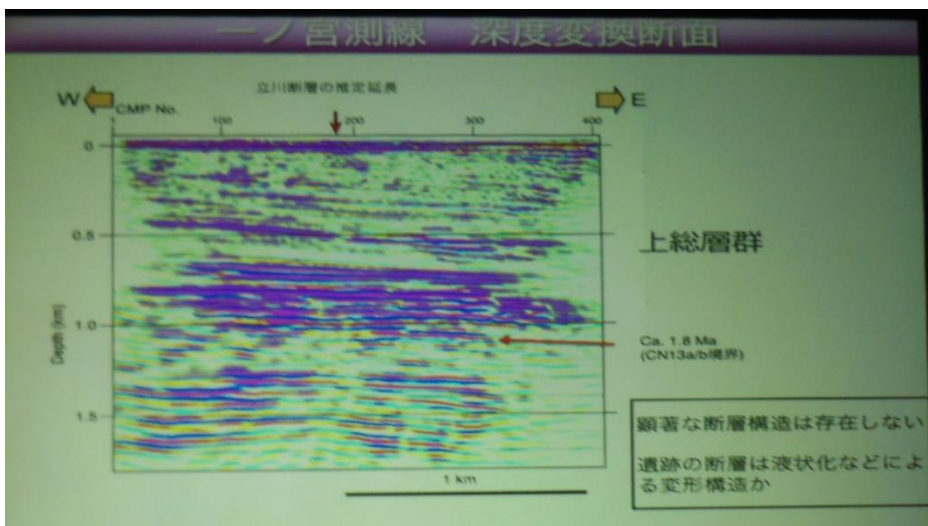 一ノ宮測線 深度変換断面
立川断層の推定延長
W
E
CMP No.
100
200
300
400
0
0.5
1.0
1.5
Depth (km)
上総層群
Ca. 1.8 Ma
(CN13a/b境界)
顕著な断層構造は存在しない
遺跡の断層は液状化などによ
る変形構造か
1 km